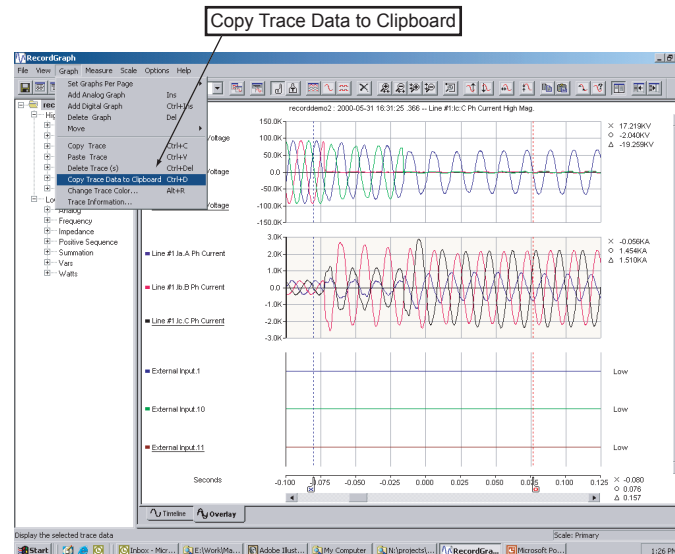 Copy Trace Data to Clipboard
RecordGraph
File View Graph Measure Scale Options Help
Set Graphs Per Page
Add Analog Graph Ins
Add Digital Graph Ctrl+Ins
Delete Graph Del
Move
Copy Trace Ctrl+C
Paste Trace Ctrl+V
Delete Trace (s) Ctrl+Del
Copy Trace Data to Clipboard Ctrl+D
Change Trace Color... Alt+R
Trace Information...
Analog
Frequency
Impedance
Positive Sequence
Summation
Vars
Watts
recorddemo2 : 2000-05-31 16:31:25 .366 -- Line #1:Ic:C Ph Current High Mag.
150.0K
100.0K
50.0K
0.0
-50.0K
-100.0K
-150.0K
× 17.219KV
O -2.040KV
Δ -19.259KV
3.0K
2.0K
1.0K
0.0
-1.0K
-2.0K
-3.0K
× -0.056KA
O 1.454KA
Δ 1.510KA
Line #1 .Ia.A Ph Current
Line #1 .Ib.B Ph Current
Line #1 .Ic.C Ph Current
External Input.1 Low
External Input.10 Low
External Input.11 Low
Seconds -0.100 -0.075 -0.050 -0.025 0.000 0.025 0.050 0.075 0.100 0.125
× -0.080
O 0.076
Δ 0.157
Timeline Overlay
Display the selected trace data Scale: Primary
Start Inbox - Micr... E:\Work\Ma... Adobe Illust... My Computer N:\projects\... RecordGra... Microsoft Po... 1:26 PM